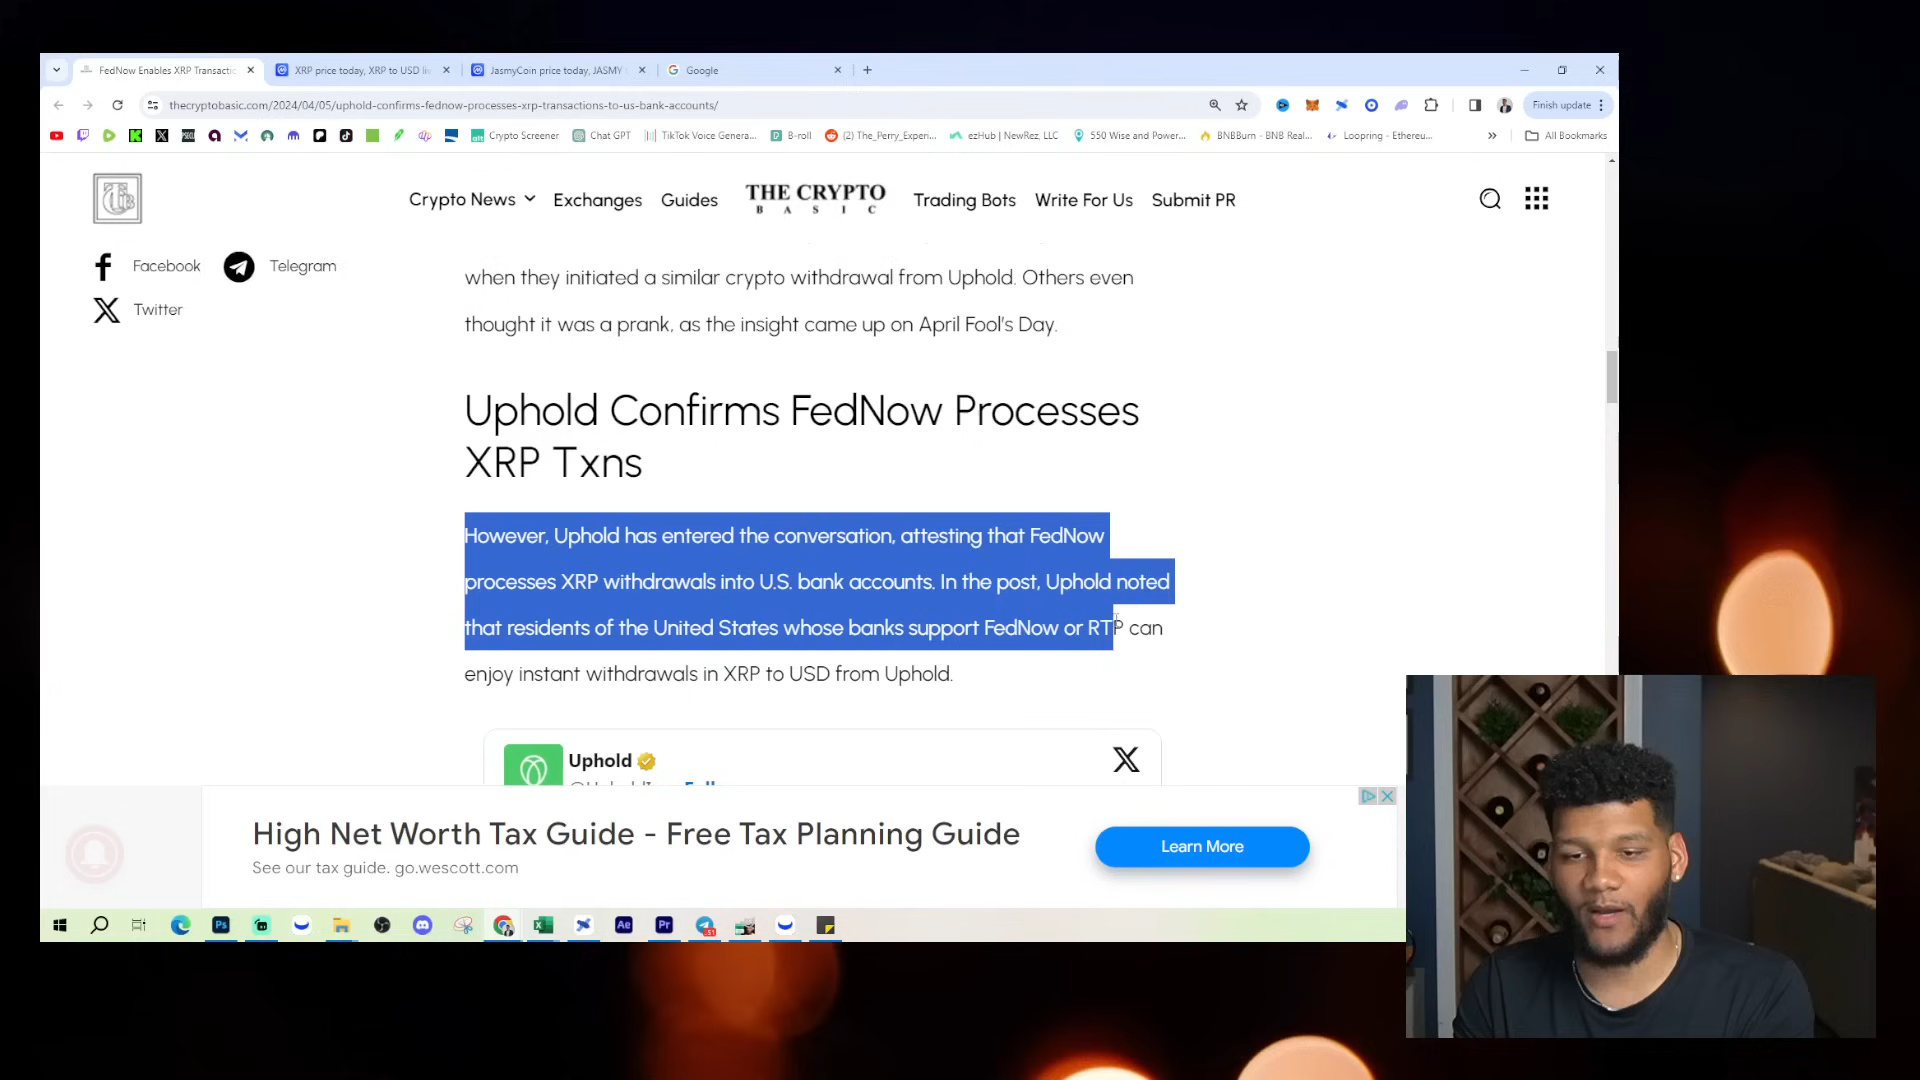 FedNow Enables XRP Transactic
XRP price today, XRP to USD li
JasmyCoin price today, JASMY
Google
thecryptobasic.com/2024/04/05/uphold-confirms-fednow-processes-xrp-transactions-to-us-bank-accounts/
Finish update
Crypto Screener
Chat GPT
TikTok Voice Genera...
B-roll
(2) The_Perry_Experi...
ezHub | NewRez, LLC
550 Wise and Power...
BNBBurn - BNB Real...
Loopring - Ethereu...
All Bookmarks
Crypto News
Exchanges
Guides
THE CRYPTO
BASIC
Trading Bots
Write For Us
Submit PR
Facebook
Telegram
Twitter
when they initiated a similar crypto withdrawal from Uphold. Others even
thought it was a prank, as the insight came up on April Fool's Day.
Uphold Confirms FedNow Processes
XRP Txns
However, Uphold has entered the conversation, attesting that FedNow
processes XRP withdrawals into U.S. bank accounts. In the post, Uphold noted
that residents of the United States whose banks support FedNow or RTP can
enjoy instant withdrawals in XRP to USD from Uphold.
Uphold
High Net Worth Tax Guide - Free Tax Planning Guide
See our tax guide. go.wescott.com
Learn More
Ps
Ae
Pr